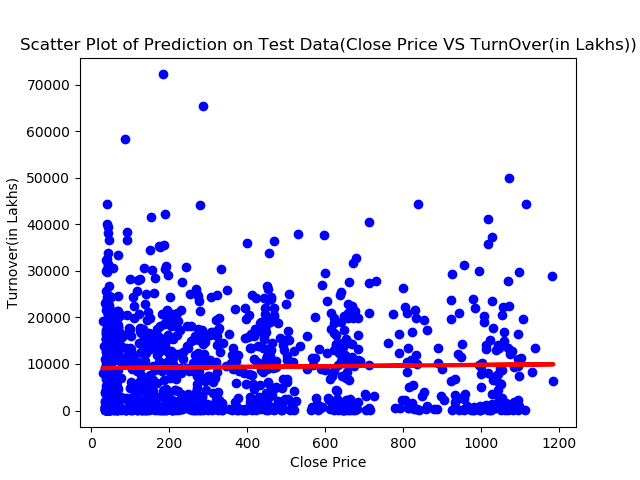 Scatter Plot of Prediction on Test Data(Close Price VS TurnOver(in Lakhs))
70000
60000
50000
40000
30000
20000
10000
0
Turnover(in Lakhs)
0 200 400 600 800 1000 1200
Close Price